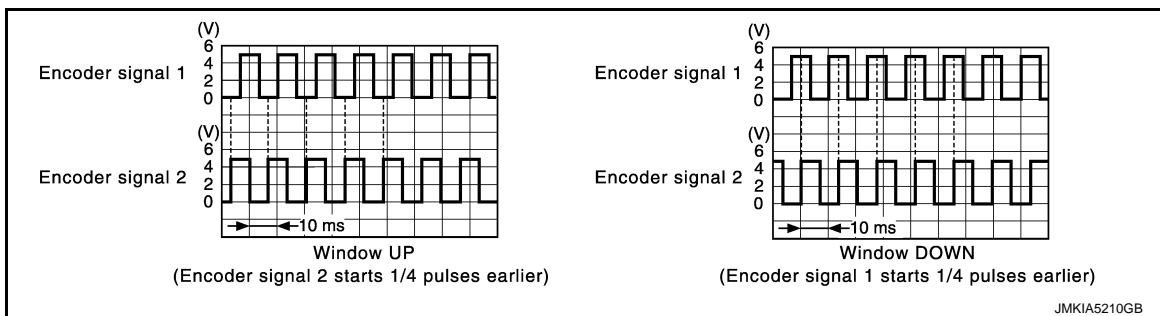 (V)
6
4
2
0
Encoder signal 1
(V)
6
4
2
0
Encoder signal 2
10 ms
Window UP
(Encoder signal 2 starts 1/4 pulses earlier)
(V)
6
4
2
0
Encoder signal 1
(V)
6
4
2
0
Encoder signal 2
10 ms
Window DOWN
(Encoder signal 1 starts 1/4 pulses earlier)
JMKIA5210GB